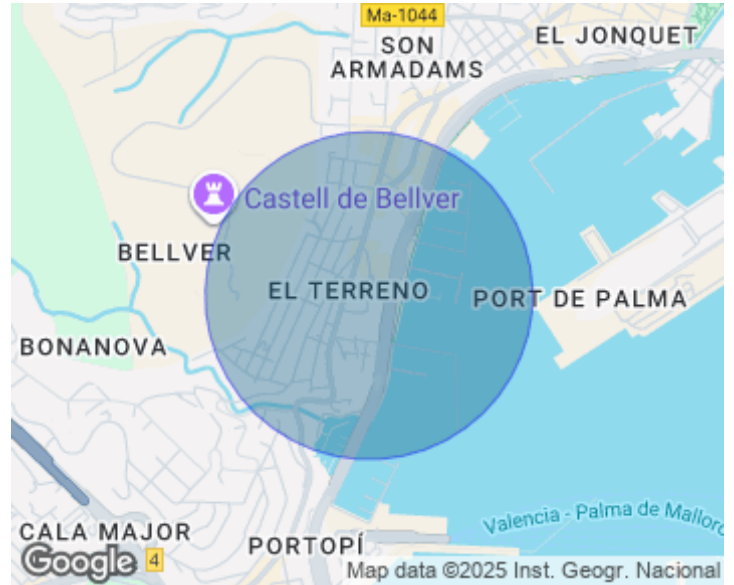 Ma-1044
EL JONQUET
SON
ARMADAMS
Castell de Bellver
BELLVER
EL TERRENO
PORT DE PALMA
BONANOVA
Valencia - Palma de Mallorc
CALA MAJOR
PORTOPÍ
Google
4
Map data ©2025 Inst. Geogr. Nacional